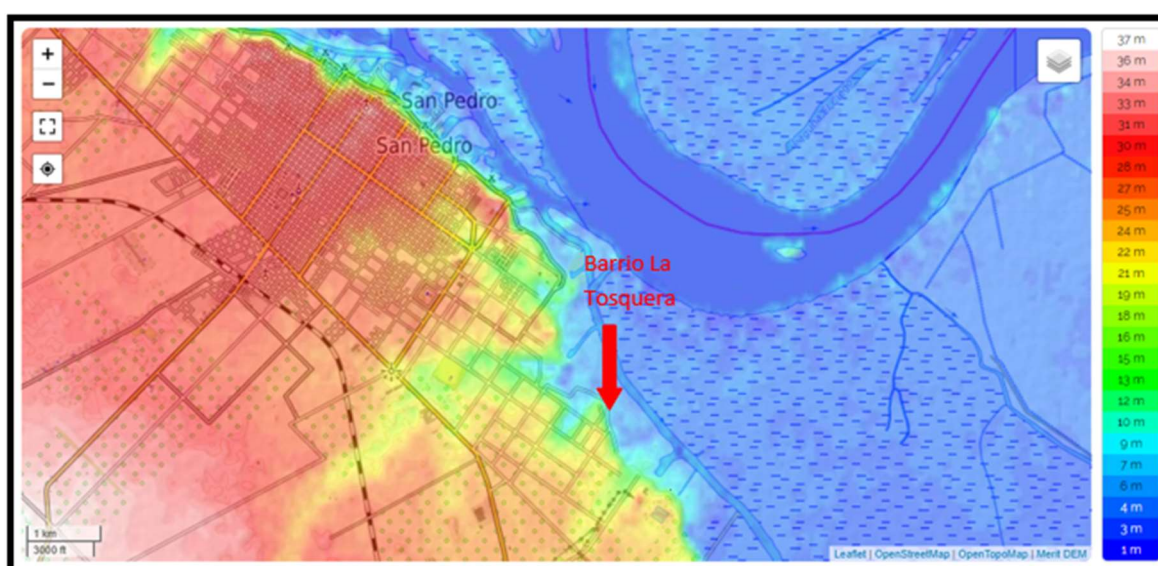 +
−
San Pedro
San Pedro
Barrio La
Tosquera
1 km
3000 ft
Leaflet | OpenStreetMap | OpenTopoMap | Merit DEM
37 m
36 m
34 m
33 m
31 m
30 m
28 m
27 m
25 m
24 m
22 m
21 m
19 m
18 m
16 m
15 m
13 m
12 m
10 m
9 m
7 m
6 m
4 m
3 m
1 m